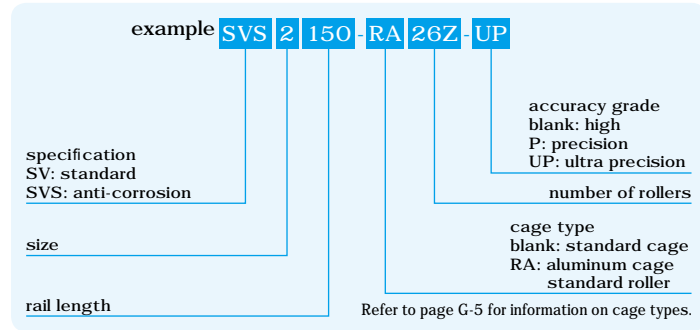 example SVS 2 150 - RA 26Z - UP
specification
SV: standard
SVS: anti-corrosion
size
rail length
accuracy grade
blank: high
P: precision
UP: ultra precision
number of rollers
cage type
blank: standard cage
RA: aluminum cage
standard roller
Refer to page G-5 for information on cage types.